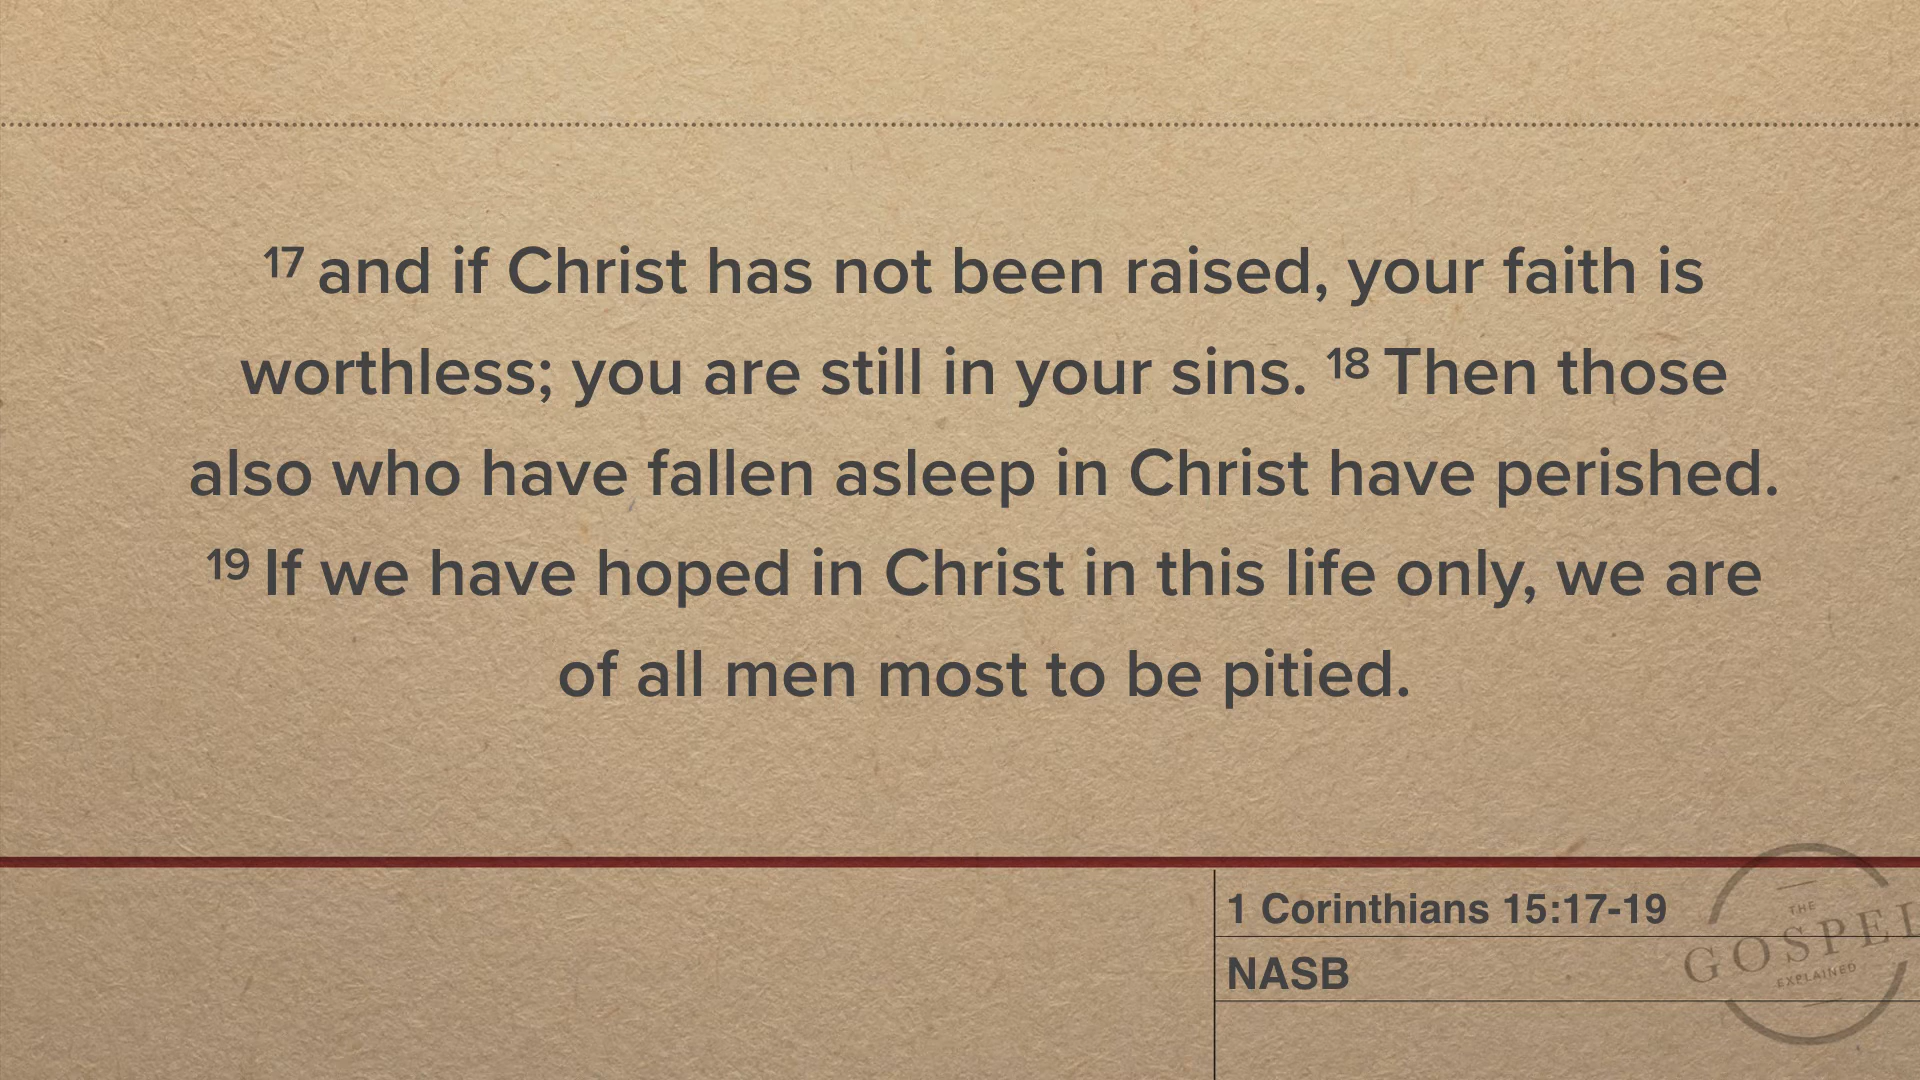 17 and if Christ has not been raised, your faith is
worthless; you are still in your sins. 18 Then those
also who have fallen asleep in Christ have perished.
19 If we have hoped in Christ in this life only, we are
of all men most to be pitied.
1 Corinthians 15:17-19
NASB
THE
GOSPEL
EXPLAINED